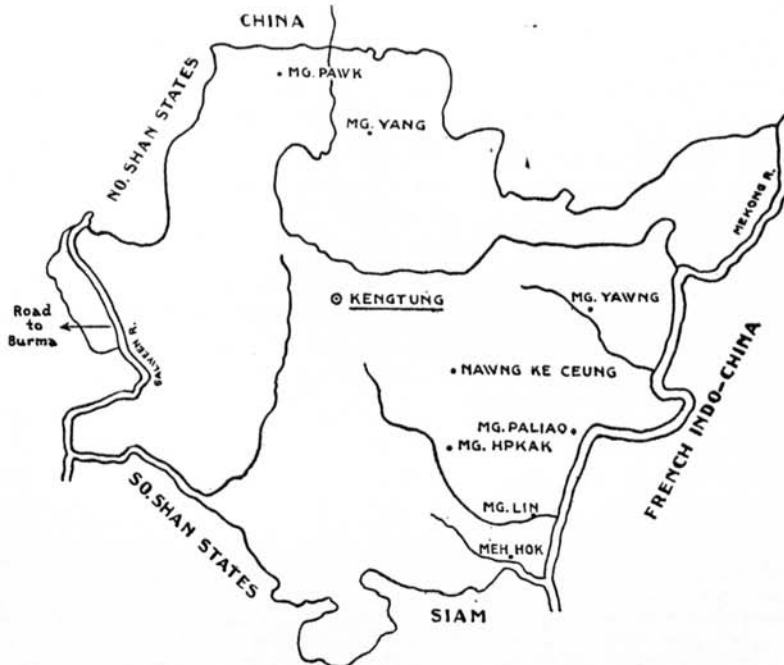 CHINA
NO. SHAN STATES
MG. PAWK
MG. YANG
MEKONG R.
KENGTUNG
MG. YAWNG
Road
to
Burma
SALWEEN R.
NAWNG KE CEUNG
FRENCH INDO-CHINA
MG. PALIAO
MG. HPKAK
SO. SHAN STATES
MG. LIN
MEH HOK
SIAM